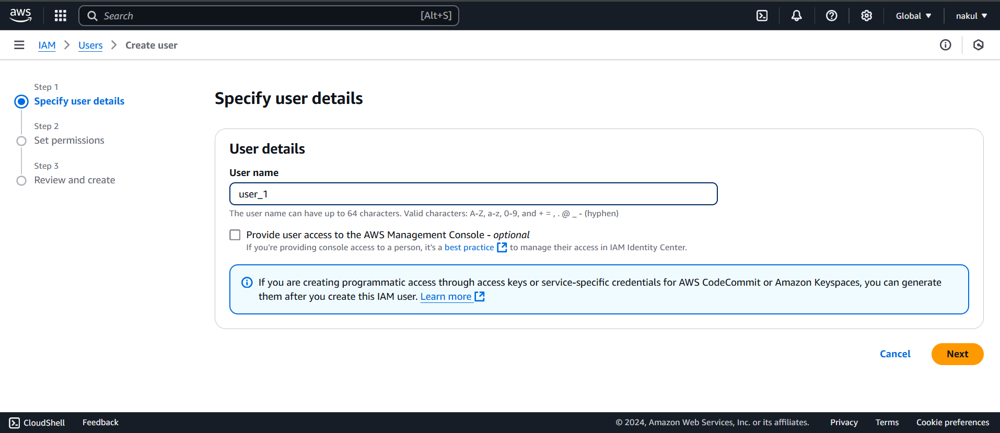 aws
Search [Alt+S]
Global
nakul
IAM > Users > Create user
Step 1
Specify user details
Step 2
Set permissions
Step 3
Review and create
Specify user details
User details
User name
user_1
The user name can have up to 64 characters. Valid characters: A-Z, a-z, 0-9, and + = , . @ _ - (hyphen)
Provide user access to the AWS Management Console - optional
If you're providing console access to a person, it's a best practice to manage their access in IAM Identity Center.
If you are creating programmatic access through access keys or service-specific credentials for AWS CodeCommit or Amazon Keyspaces, you can generate
them after you create this IAM user. Learn more
Cancel
Next
CloudShell
Feedback
© 2024, Amazon Web Services, Inc. or its affiliates.
Privacy
Terms
Cookie preferences